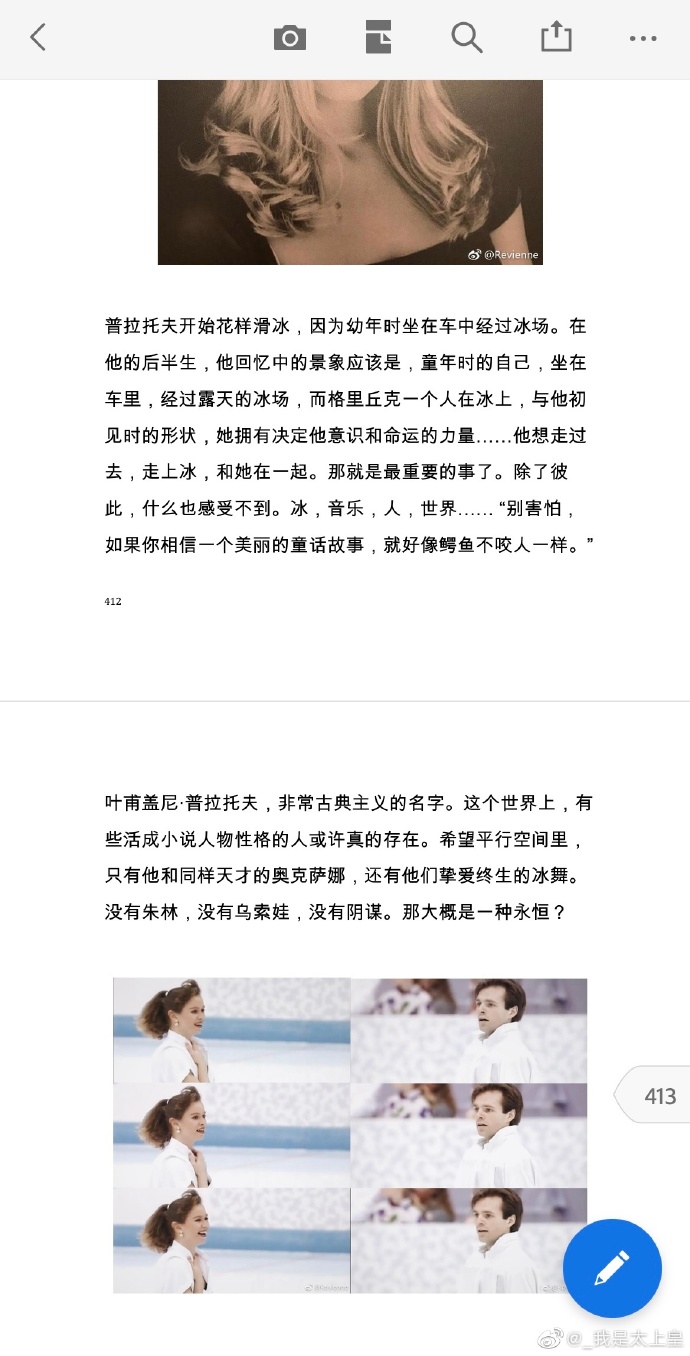 @Revienne
普拉托夫开始花样滑冰，因为幼年时坐在车中经过冰场。在
他的后半生，他回忆中的景象应该是，童年时的自己，坐在
车里，经过露天的冰场，而格里丘克一个人在冰上，与他初
见时的形状，她拥有决定他意识和命运的力量......他想走过
去，走上冰，和她在一起。那就是最重要的事了。除了彼
此，什么也感受不到。冰，音乐，人，世界...... “别害怕，
如果你相信一个美丽的童话故事，就好像鳄鱼不咬人一样。”
412
叶甫盖尼·普拉托夫，非常古典主义的名字。这个世界上，有
些活成小说人物性格的人或许真的存在。希望平行空间里，
只有他和同样天才的奥克萨娜，还有他们挚爱终生的冰舞。
没有朱林，没有乌索娃，没有阴谋。那大概是一种永恒？
413
@Revienne
@_我是太上皇